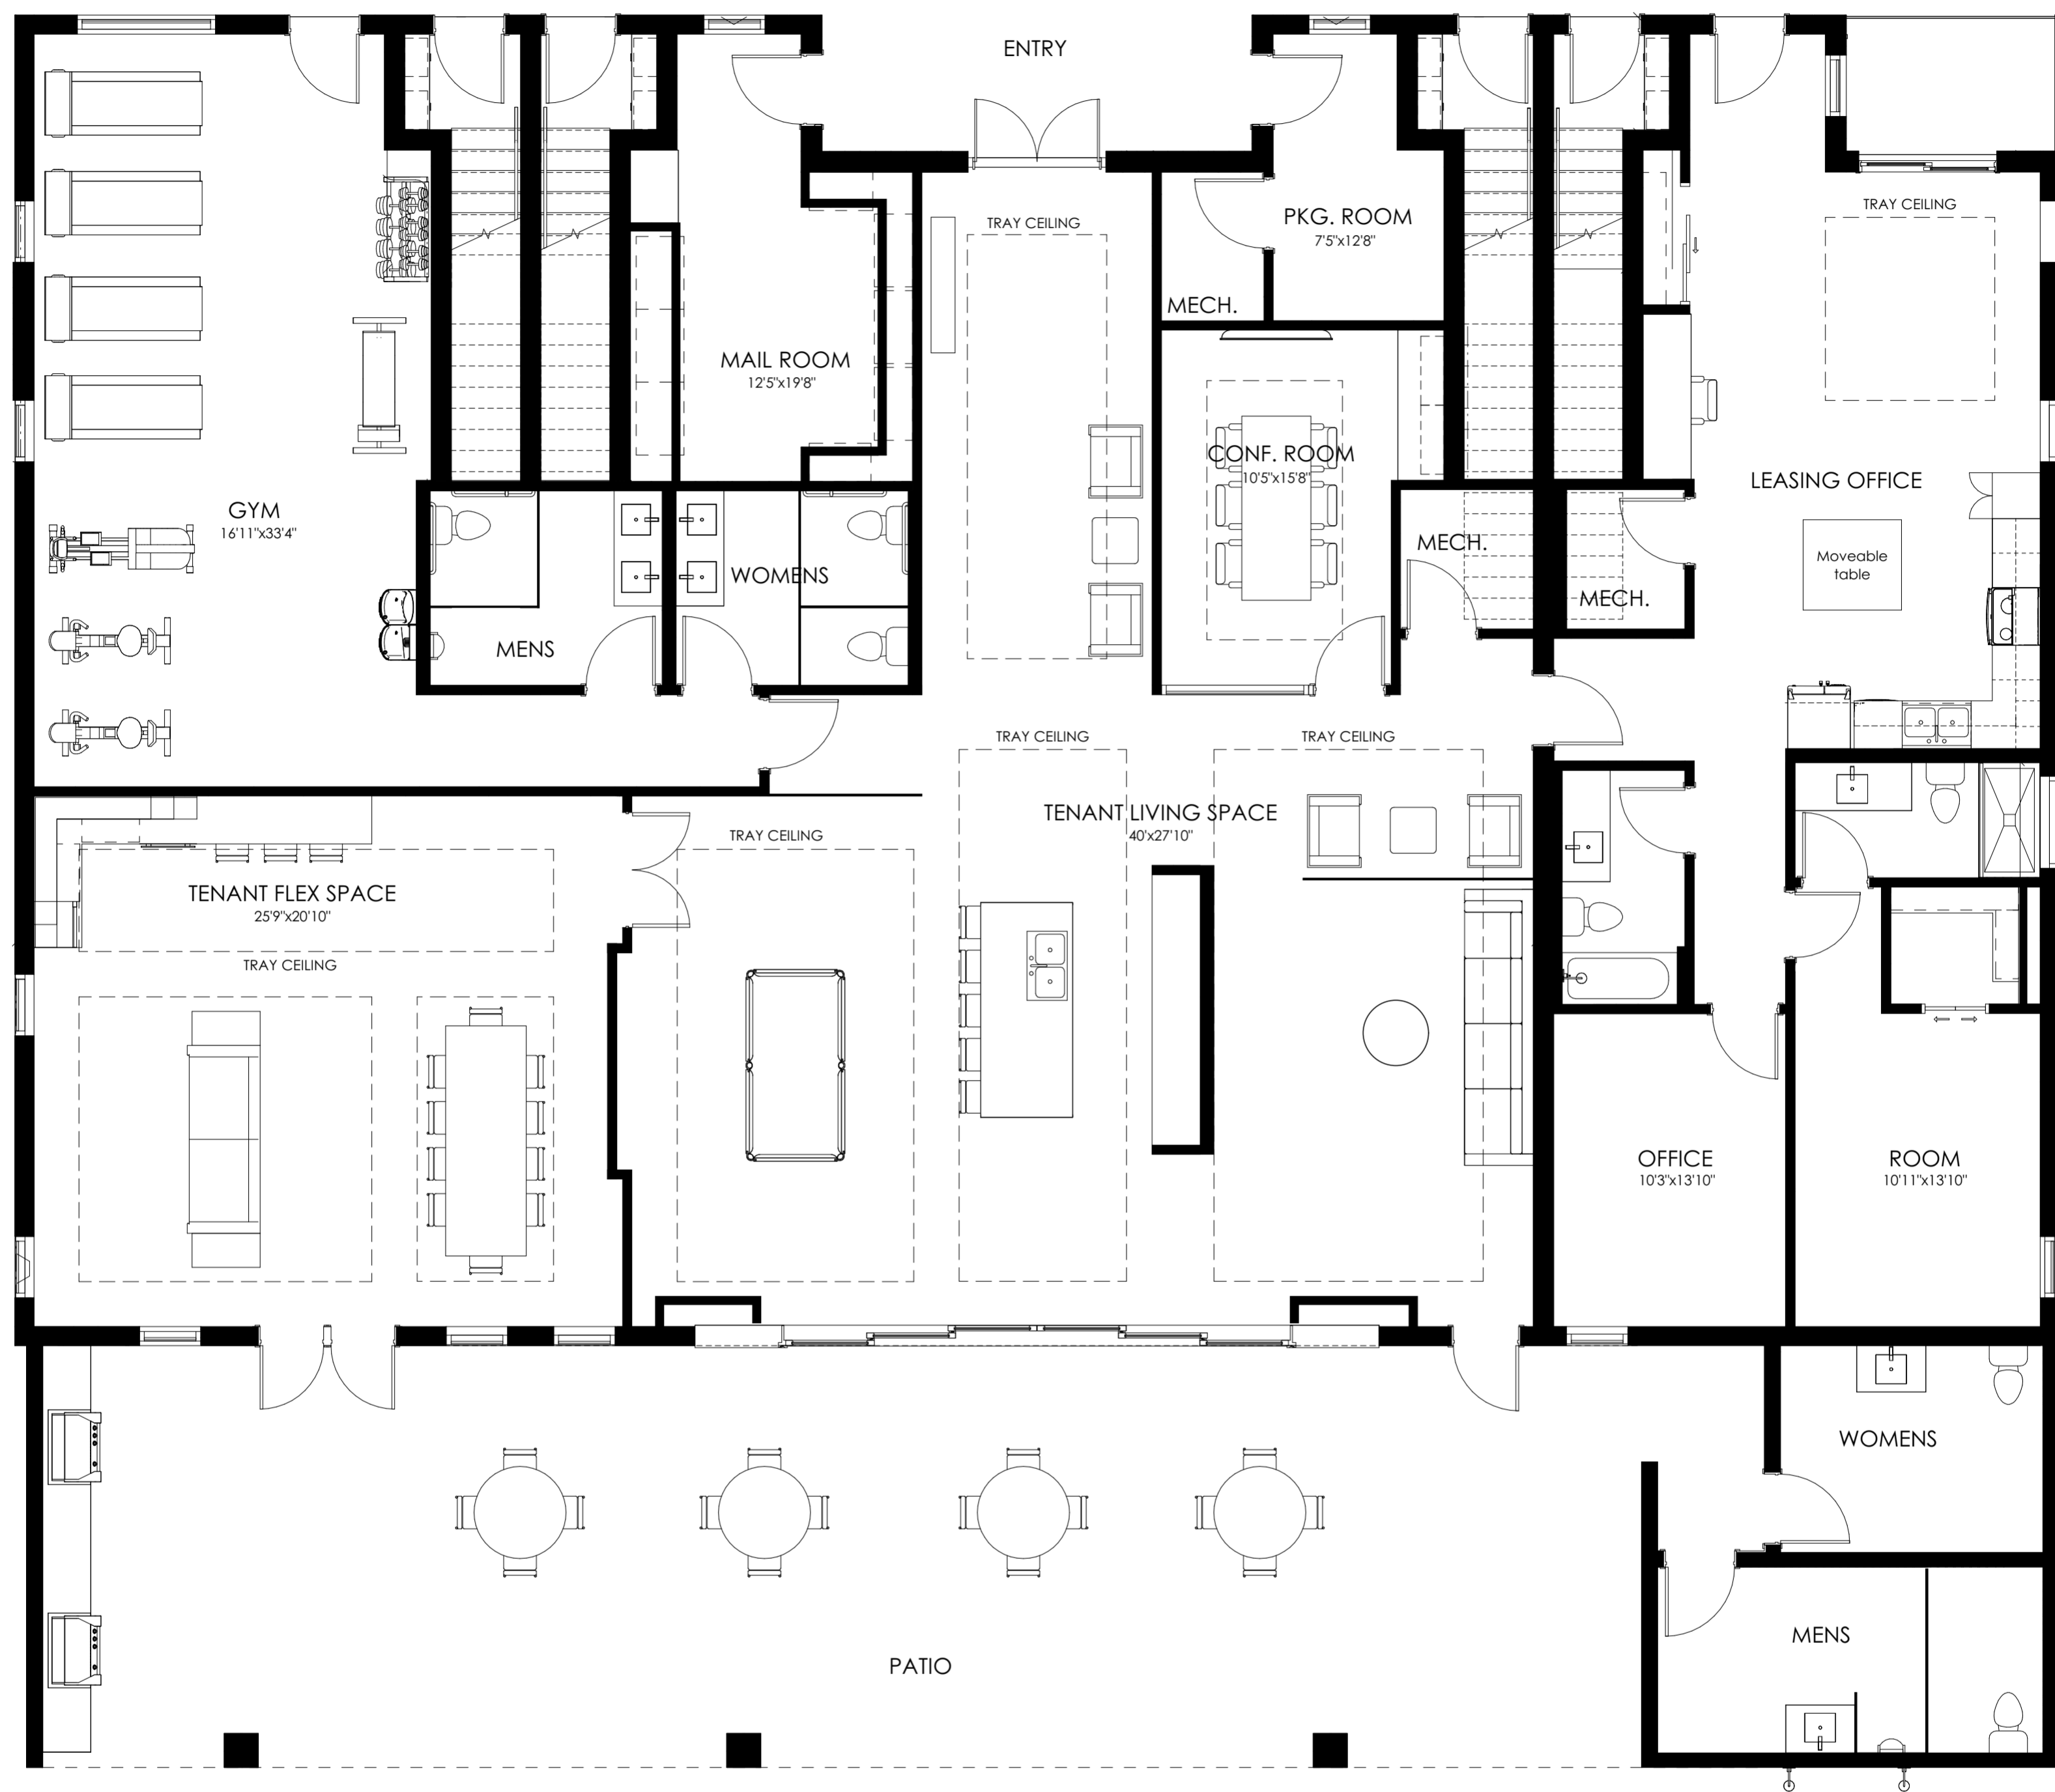 ENTRY
TRAY CEILING
PKG. ROOM
7'5"x12'8"
MECH.
TRAY CEILING
MAIL ROOM
12'5"x19'8"
CONF. ROOM
10'5"x15'8"
LEASING OFFICE
GYM
16'11"x33'4"
MECH.
Moveable
table
WOMENS
MECH.
MENS
TRAY CEILING
TRAY CEILING
TENANT LIVING SPACE
40'x27'10"
TRAY CEILING
TENANT FLEX SPACE
25'9"x20'10"
TRAY CEILING
OFFICE
10'3"x13'10"
ROOM
10'11"x13'10"
WOMENS
MENS
PATIO